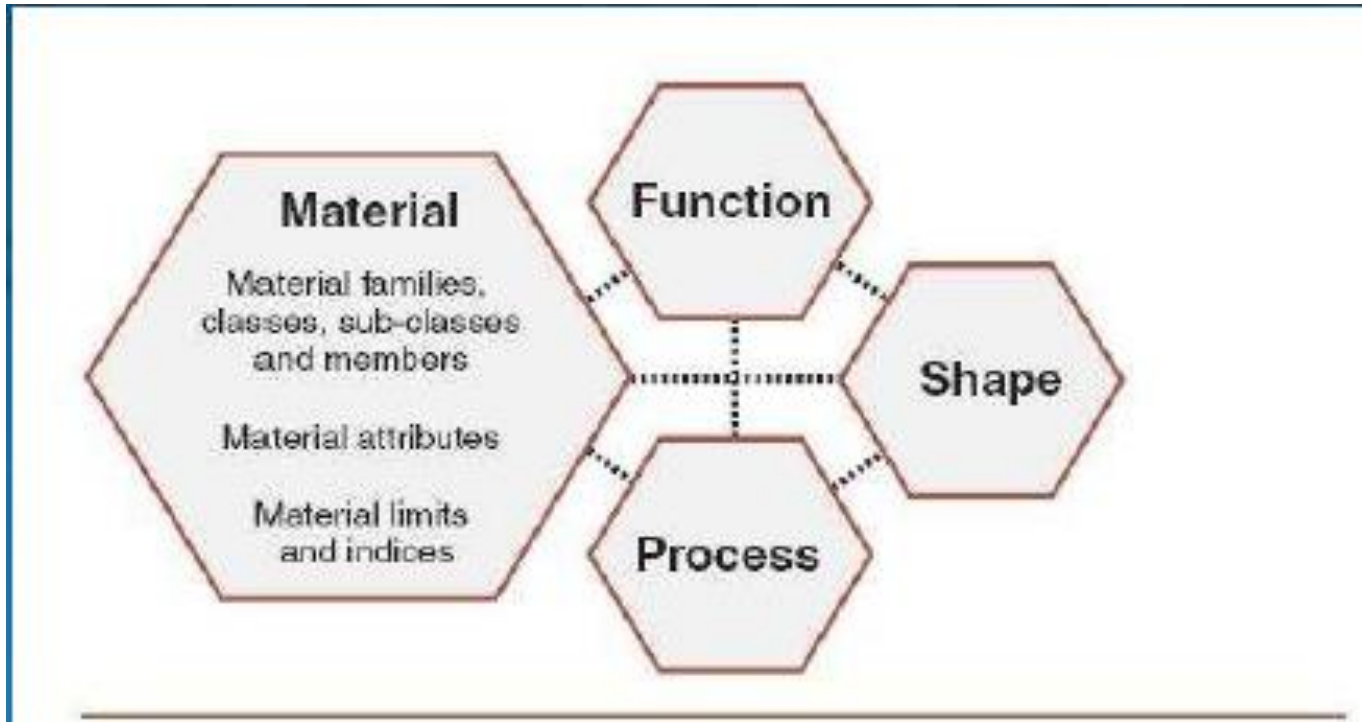 Material
Material families,
classes, sub-classes
and members
Material attributes
Material limits
and indices
Function
Shape
Process